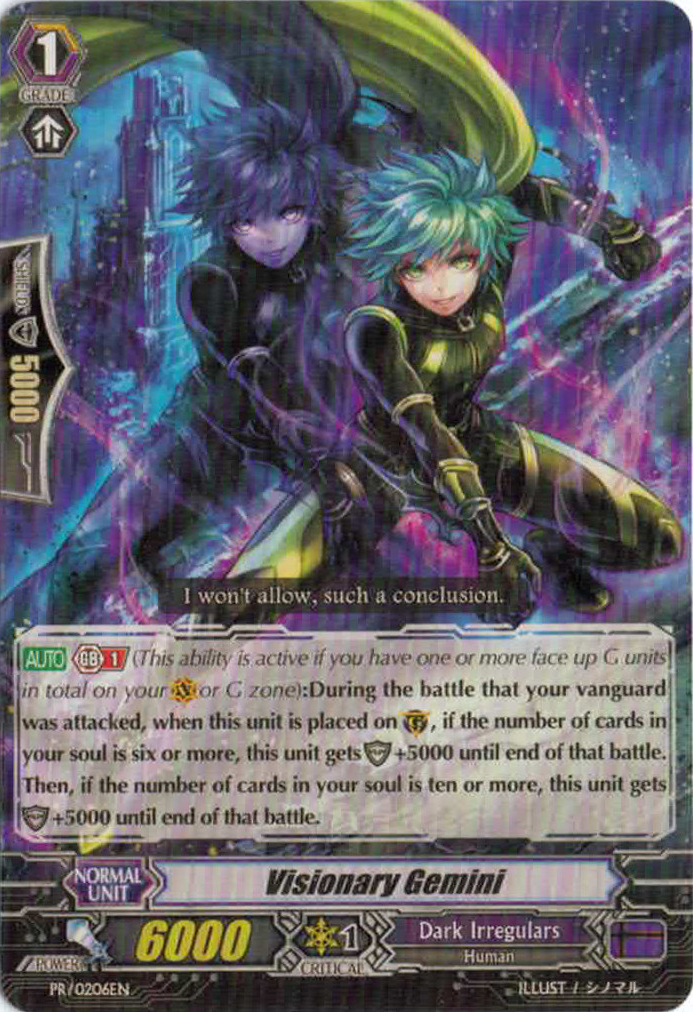 1
GRADE
SHIELD 5000
I won't allow, such a conclusion.
AUTO GB 1 (This ability is active if you have one or more face up G units
in total on your V or G zone):During the battle that your vanguard
was attacked, when this unit is placed on G, if the number of cards in
your soul is six or more, this unit gets +5000 until end of that battle.
Then, if the number of cards in your soul is ten or more, this unit gets
+5000 until end of that battle.
NORMAL
UNIT
Visionary Gemini
POWER 6000
1
CRITICAL
Dark Irregulars
Human
PR/0206EN
ILLUST / シノマル